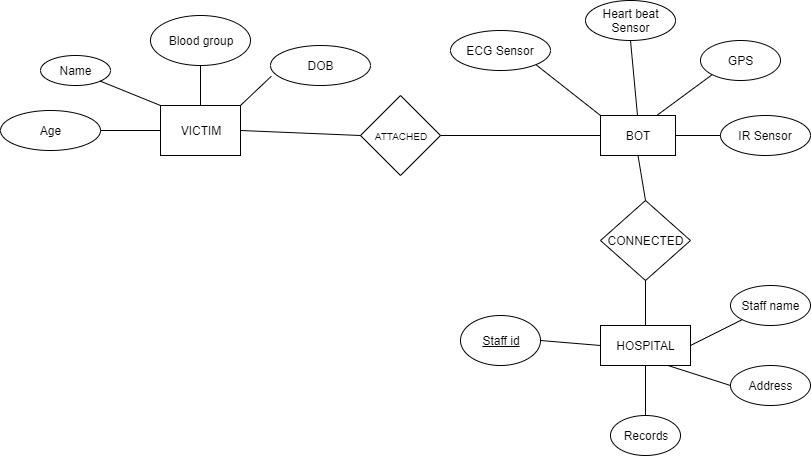 Heart beat
Sensor
Blood group
ECG Sensor
GPS
DOB
Name
Age
VICTIM
ATTACHED
BOT
IR Sensor
CONNECTED
Staff name
Staff id
HOSPITAL
Address
Records